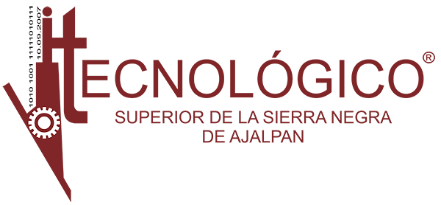 tECNOLÓGICO®
SUPERIOR DE LA SIERRA NEGRA
DE AJALPAN